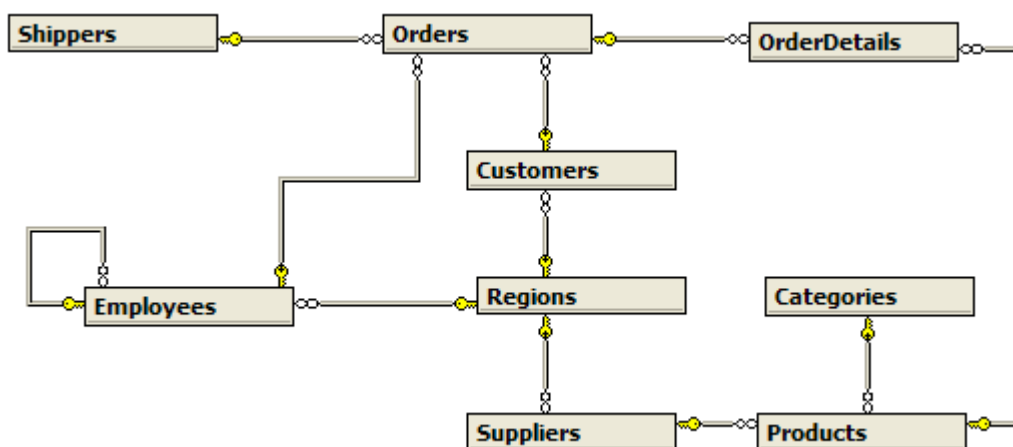 Shippers
Orders
OrderDetails
Customers
Employees
Regions
Categories
Suppliers
Products